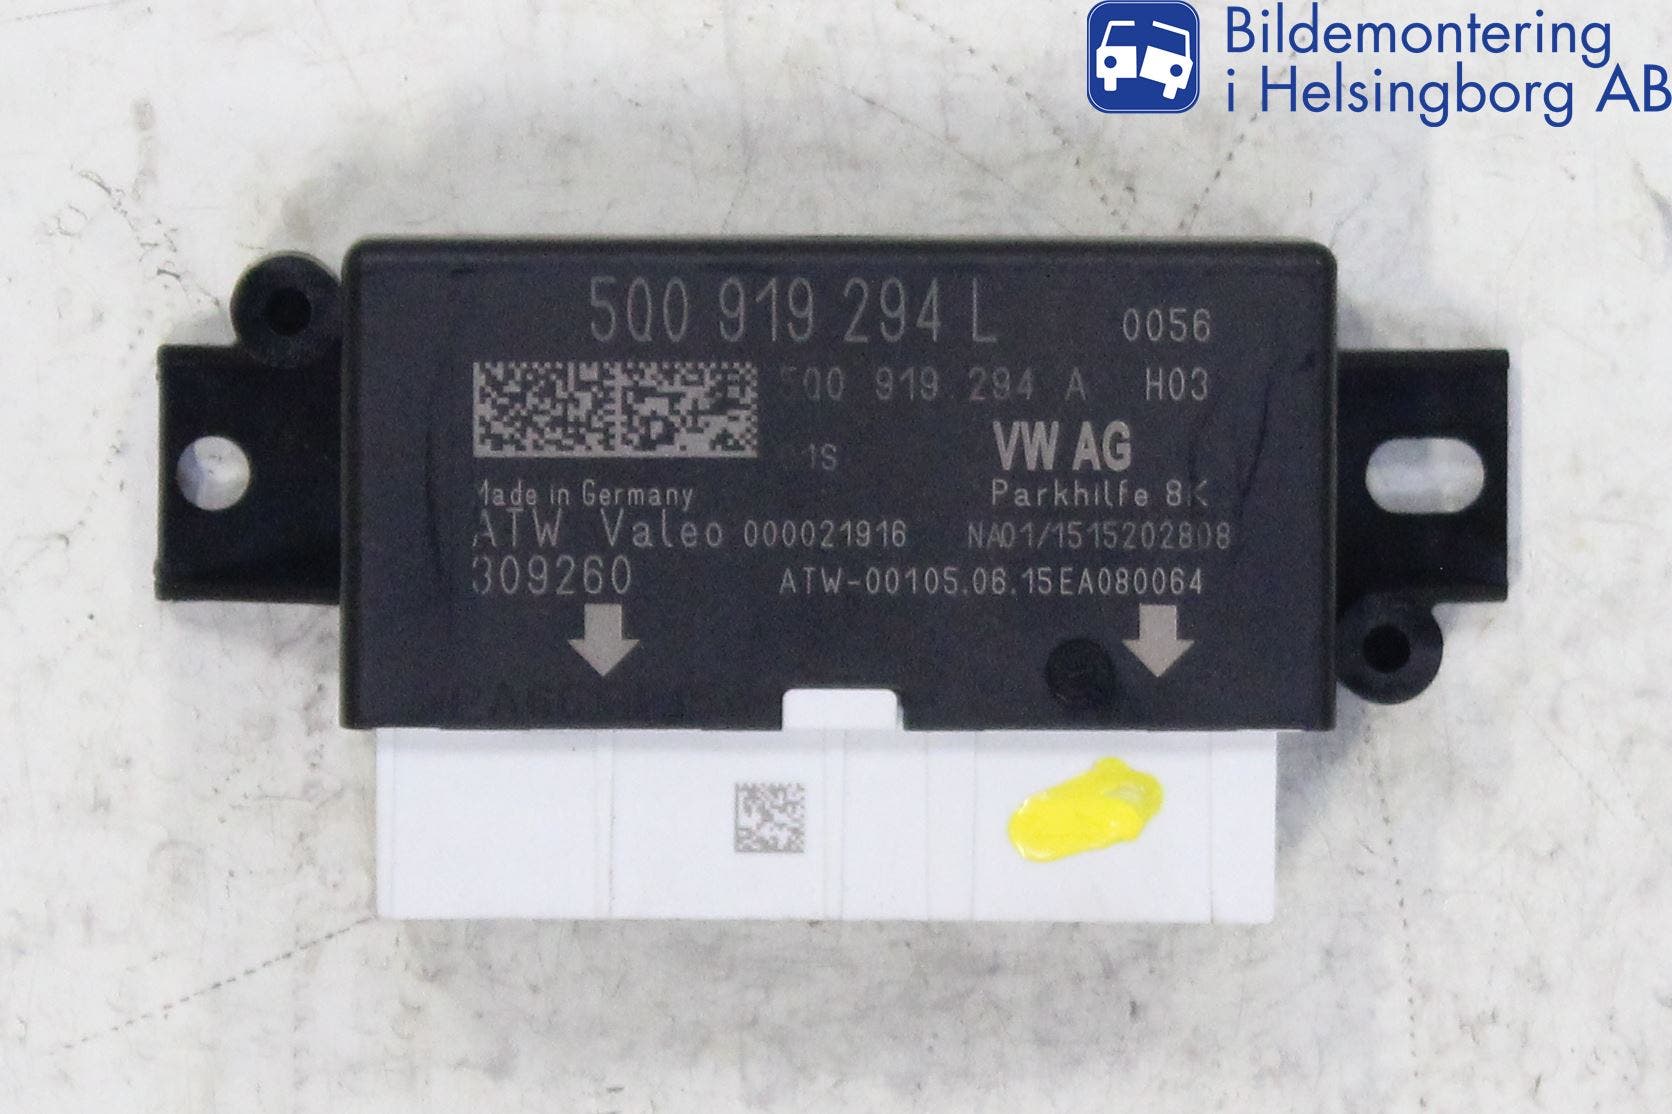 Bildemontering
i Helsingborg AB
5Q0 919 294 L
0056
5Q0 919 294 A H03
1S
VW AG
Made in Germany
Parkhilfe 8K
ATW Valeo 000021916 NA01/1515202808
309260 ATW-00105.06.15EA080064